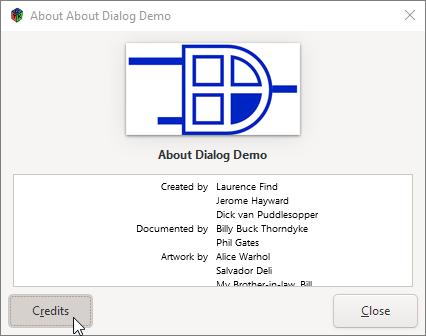 About About Dialog Demo
About Dialog Demo
Created by Laurence Find
Jerome Hayward
Dick van Puddlesopper
Documented by Billy Buck Thorndyke
Phil Gates
Artwork by Alice Warhol
Salvador Deli
My Brother-in-law, Bill
Credits
Close